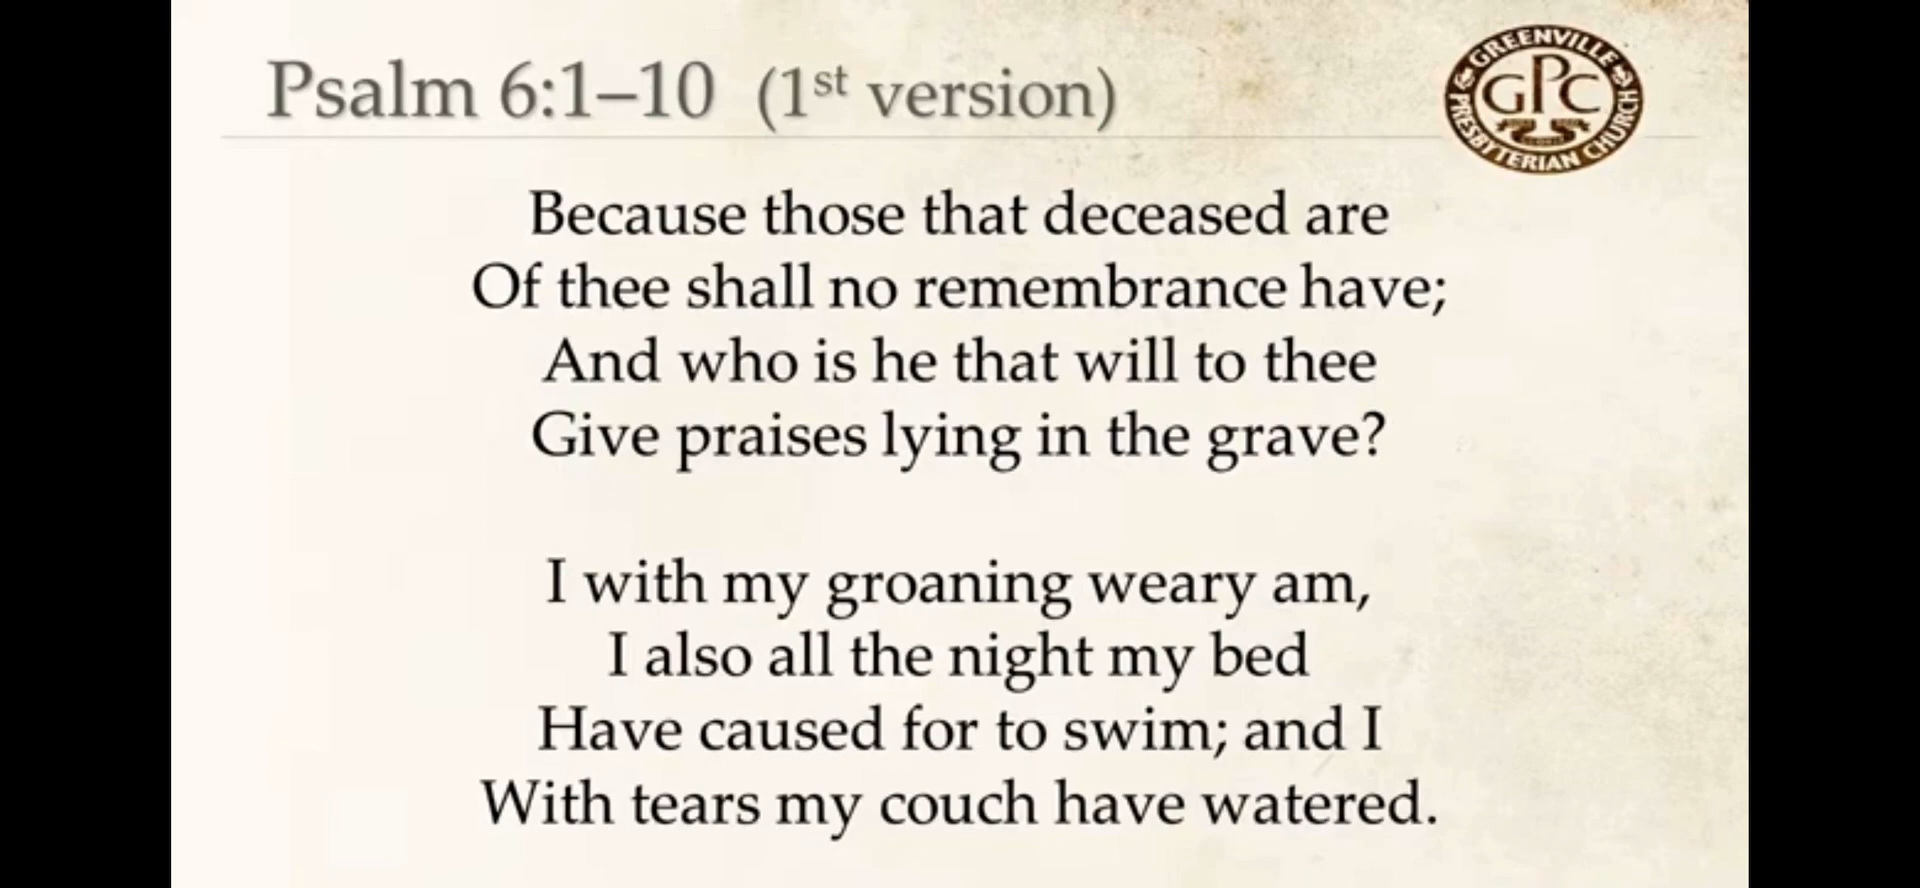 Psalm 6:1–10 (1st version)
GREENVILLE
GPC
PRESBYTERIAN CHURCH
Because those that deceased are
Of thee shall no remembrance have;
And who is he that will to thee
Give praises lying in the grave?
I with my groaning weary am,
I also all the night my bed
Have caused for to swim; and I
With tears my couch have watered.